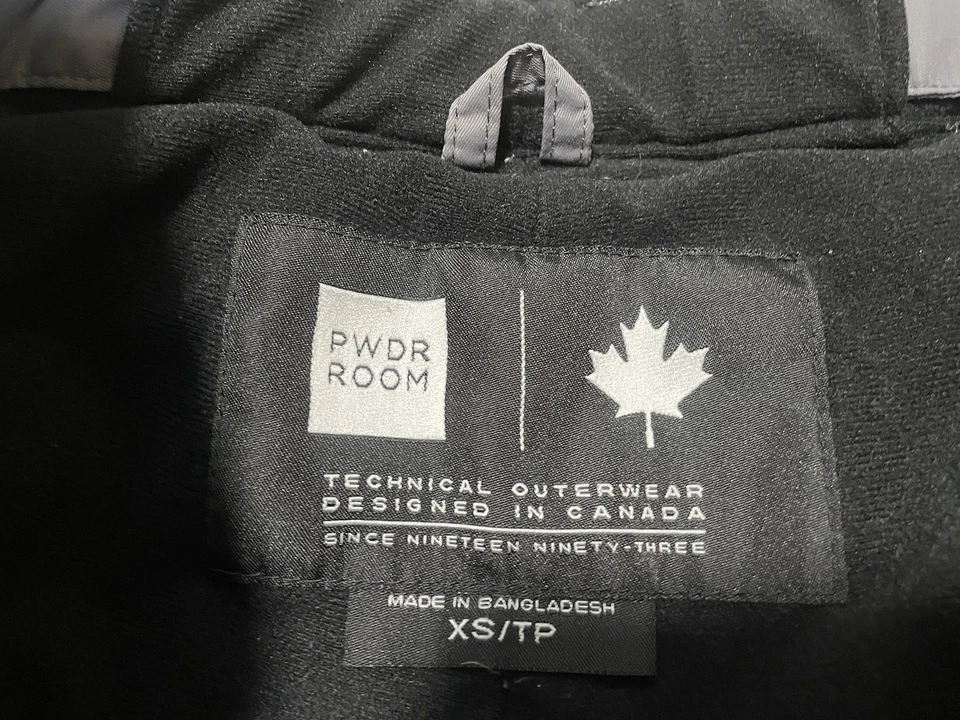 PWDR
ROOM
TECHNICAL OUTERWEAR
DESIGNED IN CANADA
SINCE NINETEEN NINETY-THREE
MADE IN BANGLADESH
XS/TP